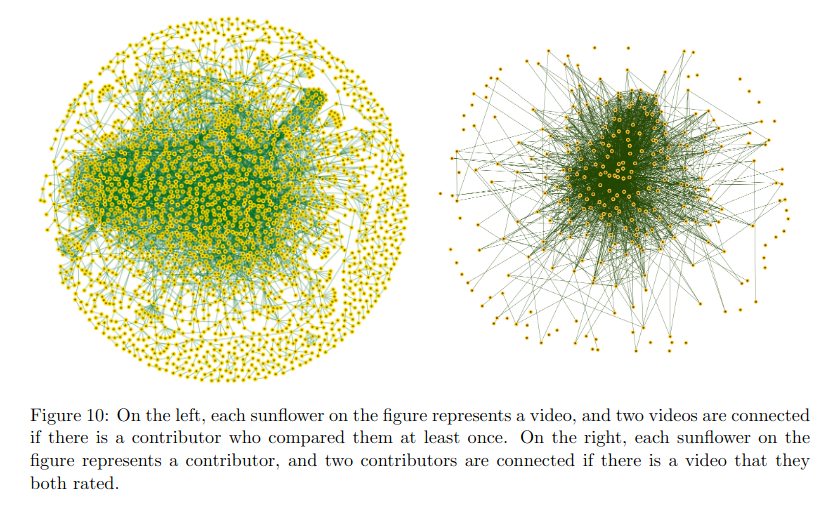 Figure 10: On the left, each sunflower on the figure represents a video, and two videos are connected
if there is a contributor who compared them at least once. On the right, each sunflower on the
figure represents a contributor, and two contributors are connected if there is a video that they
both rated.